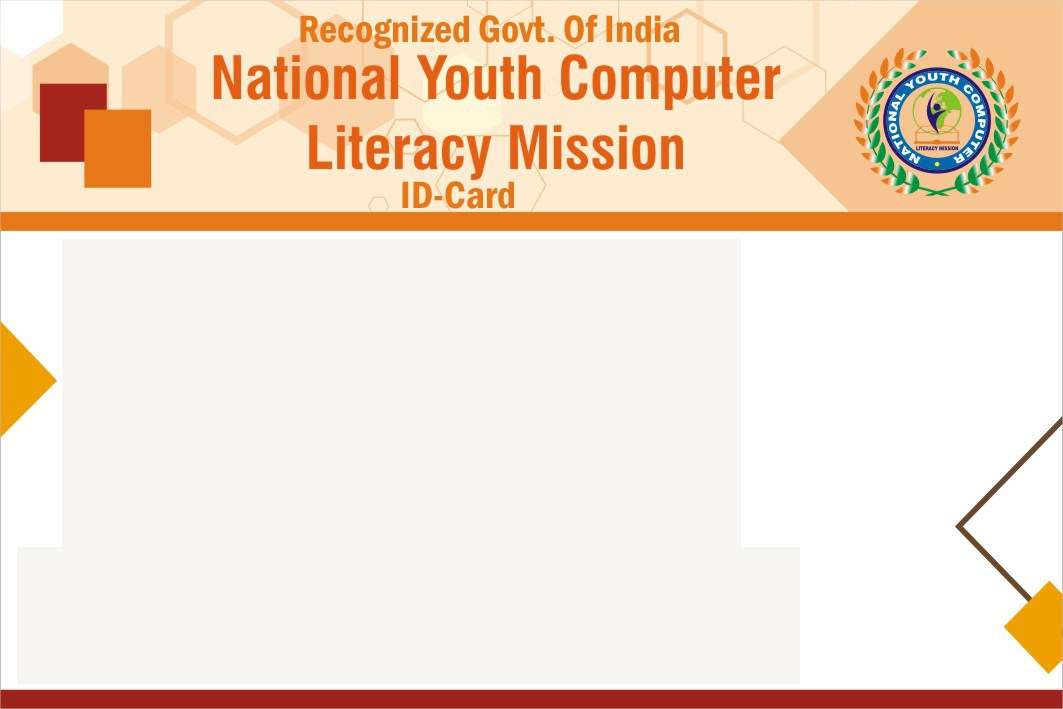 Recognized Govt. Of India
National Youth Computer
Literacy Mission
ID-Card
NATIONAL YOUTH COMPUTER
LITERACY MISSION